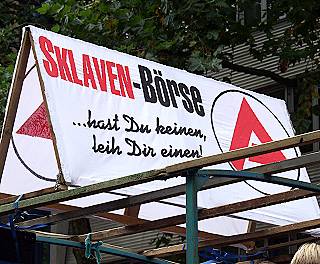 SKLAVEN-BÖRSE
...hast Du keinen,
leih Dir einen!